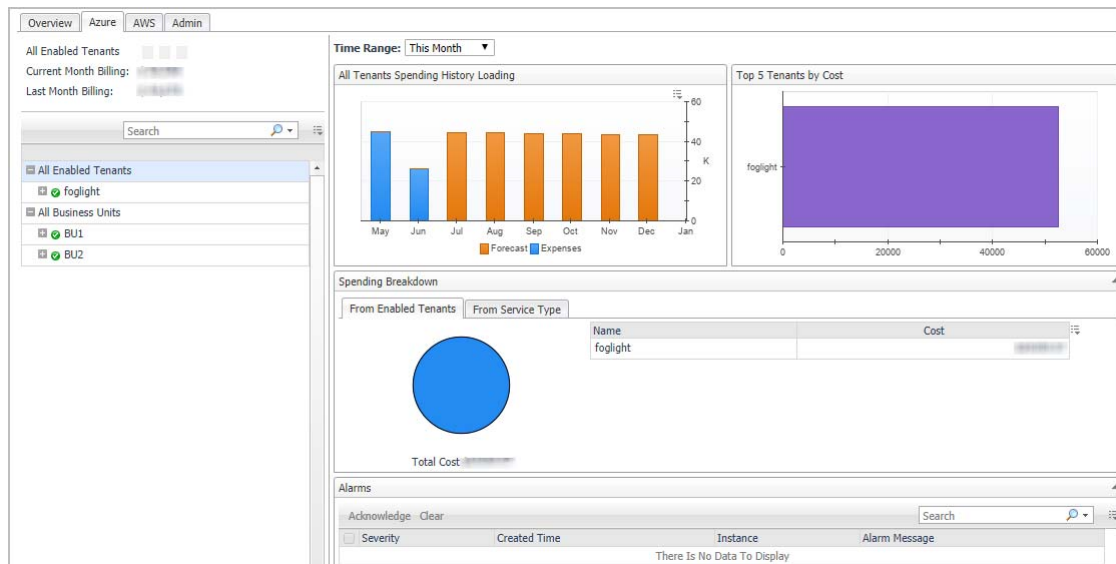 Overview Azure AWS Admin
All Enabled Tenants
Current Month Billing:
Last Month Billing:
Search
All Enabled Tenants
foglight
All Business Units
BU1
BU2
Time Range: This Month
All Tenants Spending History Loading
60
40
K
20
0
May Jun Jul Aug Sep Oct Nov Dec Jan
Forecast Expenses
Top 5 Tenants by Cost
foglight
0 20000 40000 60000
Spending Breakdown
From Enabled Tenants From Service Type
Name Cost
foglight
Total Cost
Alarms
Acknowledge Clear Search
Severity Created Time Instance Alarm Message
There Is No Data To Display